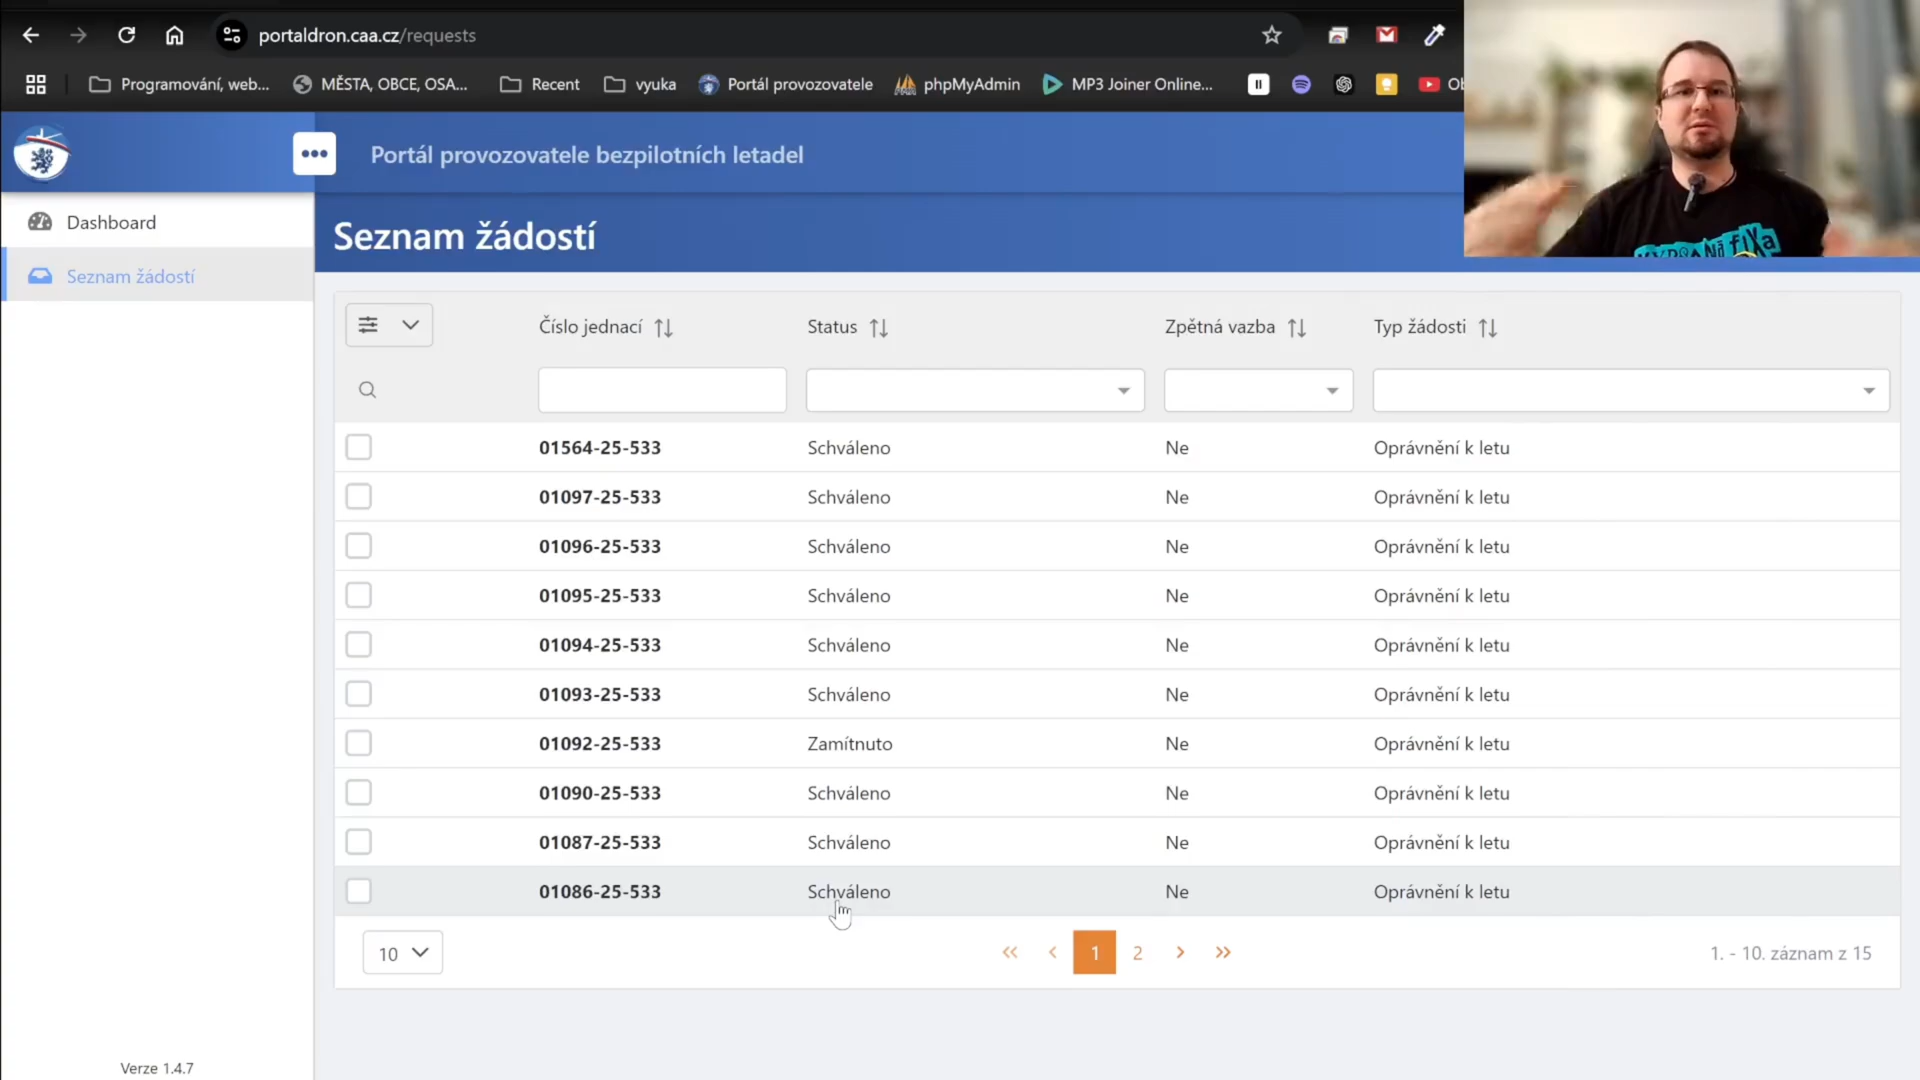 portaldron.caa.cz/requests
Programování, web...
MĚSTA, OBCE, OSA...
Recent
vyuka
Portál provozovatele
phpMyAdmin
MP3 Joiner Online...
Portál provozovatele bezpilotních letadel
Dashboard
Seznam žádostí
Seznam žádostí
Číslo jednací Status Zpětná vazba Typ žádosti
01564-25-533 Schváleno Ne Oprávnění k letu
01097-25-533 Schváleno Ne Oprávnění k letu
01096-25-533 Schváleno Ne Oprávnění k letu
01095-25-533 Schváleno Ne Oprávnění k letu
01094-25-533 Schváleno Ne Oprávnění k letu
01093-25-533 Schváleno Ne Oprávnění k letu
01092-25-533 Zamítnuto Ne Oprávnění k letu
01090-25-533 Schváleno Ne Oprávnění k letu
01087-25-533 Schváleno Ne Oprávnění k letu
01086-25-533 Schváleno Ne Oprávnění k letu
10 « ‹ 1 2 › » 1. - 10. záznam z 15
Verze 1.4.7